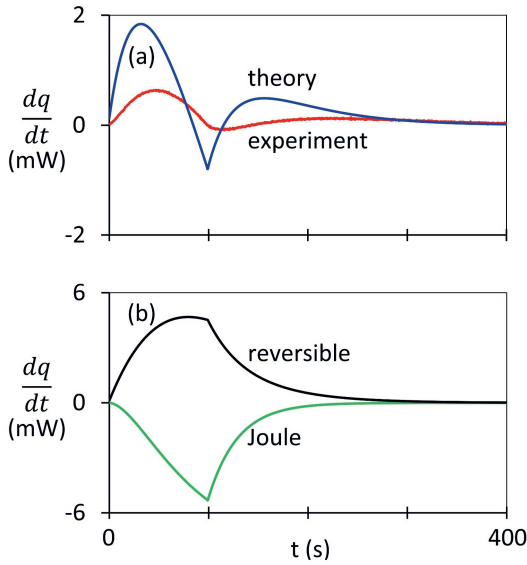 2
(a)
theory
dq
dt
(mW)
0
experiment
-2
6
(b)
reversible
dq
dt
(mW)
0
Joule
-6
0
t (s)
400